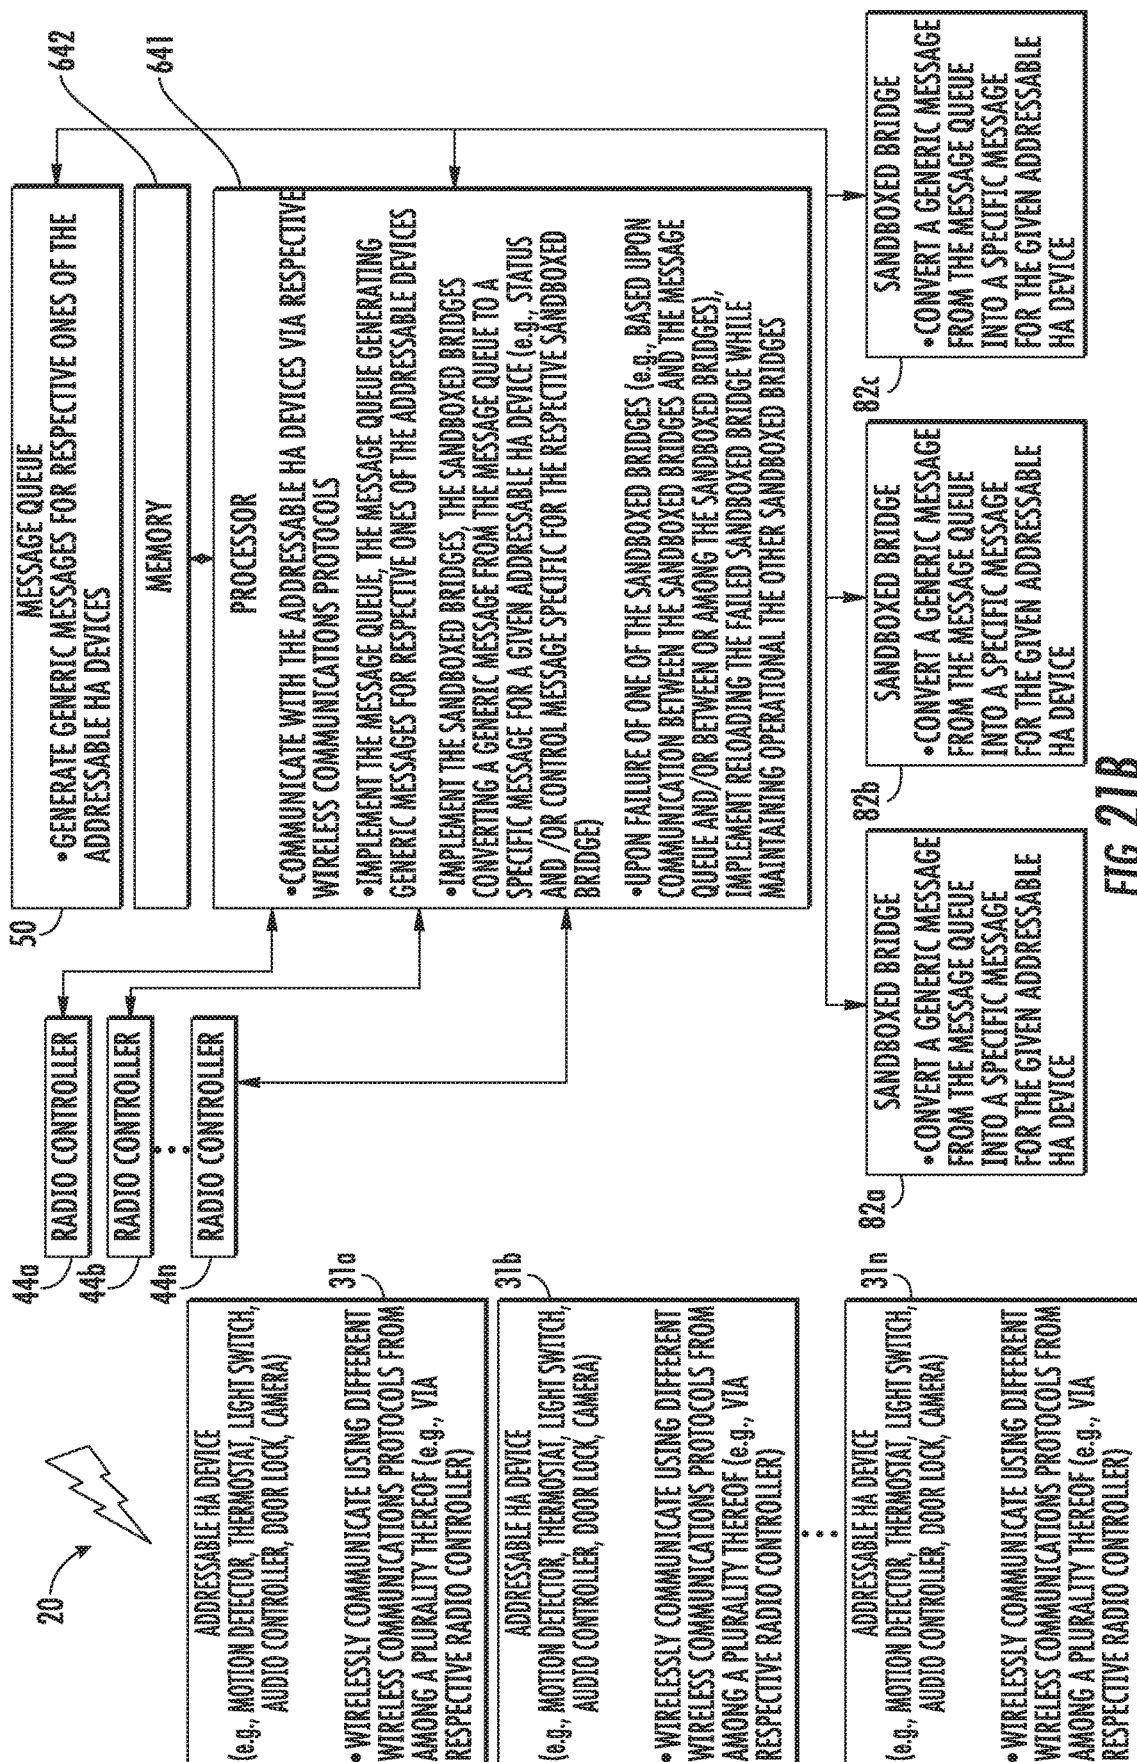 20
ADDRESSABLE HA DEVICE
(e.g., MOTION DETECTOR, THERMOSTAT, LIGHT SWITCH,
AUDIO CONTROLLER, DOOR LOCK, CAMERA)
• WIRELESSLY COMMUNICATE USING DIFFERENT
WIRELESS COMMUNICATIONS PROTOCOLS FROM
AMONG A PLURALITY THEREOF (e.g., VIA
RESPECTIVE RADIO CONTROLLER)
31a
ADDRESSABLE HA DEVICE
(e.g., MOTION DETECTOR, THERMOSTAT, LIGHT SWITCH,
AUDIO CONTROLLER, DOOR LOCK, CAMERA)
• WIRELESSLY COMMUNICATE USING DIFFERENT
WIRELESS COMMUNICATIONS PROTOCOLS FROM
AMONG A PLURALITY THEREOF (e.g., VIA
RESPECTIVE RADIO CONTROLLER)
31b
ADDRESSABLE HA DEVICE
(e.g., MOTION DETECTOR, THERMOSTAT, LIGHT SWITCH,
AUDIO CONTROLLER, DOOR LOCK, CAMERA)
• WIRELESSLY COMMUNICATE USING DIFFERENT
WIRELESS COMMUNICATIONS PROTOCOLS FROM
AMONG A PLURALITY THEREOF (e.g., VIA
RESPECTIVE RADIO CONTROLLER)
31n
44a
RADIO CONTROLLER
44b
RADIO CONTROLLER
44n
RADIO CONTROLLER
50
MESSAGE QUEUE
•GENERATE GENERIC MESSAGES FOR RESPECTIVE ONES OF THE
ADDRESSABLE HA DEVICES
MEMORY
642
PROCESSOR
641
•COMMUNICATE WITH THE ADDRESSABLE HA DEVICES VIA RESPECTIVE
WIRELESS COMMUNICATIONS PROTOCOLS
•IMPLEMENT THE MESSAGE QUEUE, THE MESSAGE QUEUE GENERATING
GENERIC MESSAGES FOR RESPECTIVE ONES OF THE ADDRESSABLE DEVICES
•IMPLEMENT THE SANDBOXED BRIDGES, THE SANDBOXED BRIDGES
CONVERTING A GENERIC MESSAGE FROM THE MESSAGE QUEUE TO A
SPECIFIC MESSAGE FOR A GIVEN ADDRESSABLE HA DEVICE (e.g., STATUS
AND /OR CONTROL MESSAGE SPECIFIC FOR THE RESPECTIVE SANDBOXED
BRIDGE)
•UPON FAILURE OF ONE OF THE SANDBOXED BRIDGES (e.g., BASED UPON
COMMUNICATION BETWEEN THE SANDBOXED BRIDGES AND THE MESSAGE
QUEUE AND/OR BETWEEN OR AMONG THE SANDBOXED BRIDGES),
IMPLEMENT RELOADING THE FAILED SANDBOXED BRIDGE WHILE
MAINTAINING OPERATIONAL THE OTHER SANDBOXED BRIDGES
82a
SANDBOXED BRIDGE
•CONVERT A GENERIC MESSAGE
FROM THE MESSAGE QUEUE
INTO A SPECIFIC MESSAGE
FOR THE GIVEN ADDRESSABLE
HA DEVICE
82b
SANDBOXED BRIDGE
•CONVERT A GENERIC MESSAGE
FROM THE MESSAGE QUEUE
INTO A SPECIFIC MESSAGE
FOR THE GIVEN ADDRESSABLE
HA DEVICE
82c
SANDBOXED BRIDGE
•CONVERT A GENERIC MESSAGE
FROM THE MESSAGE QUEUE
INTO A SPECIFIC MESSAGE
FOR THE GIVEN ADDRESSABLE
HA DEVICE
FIG. 21B